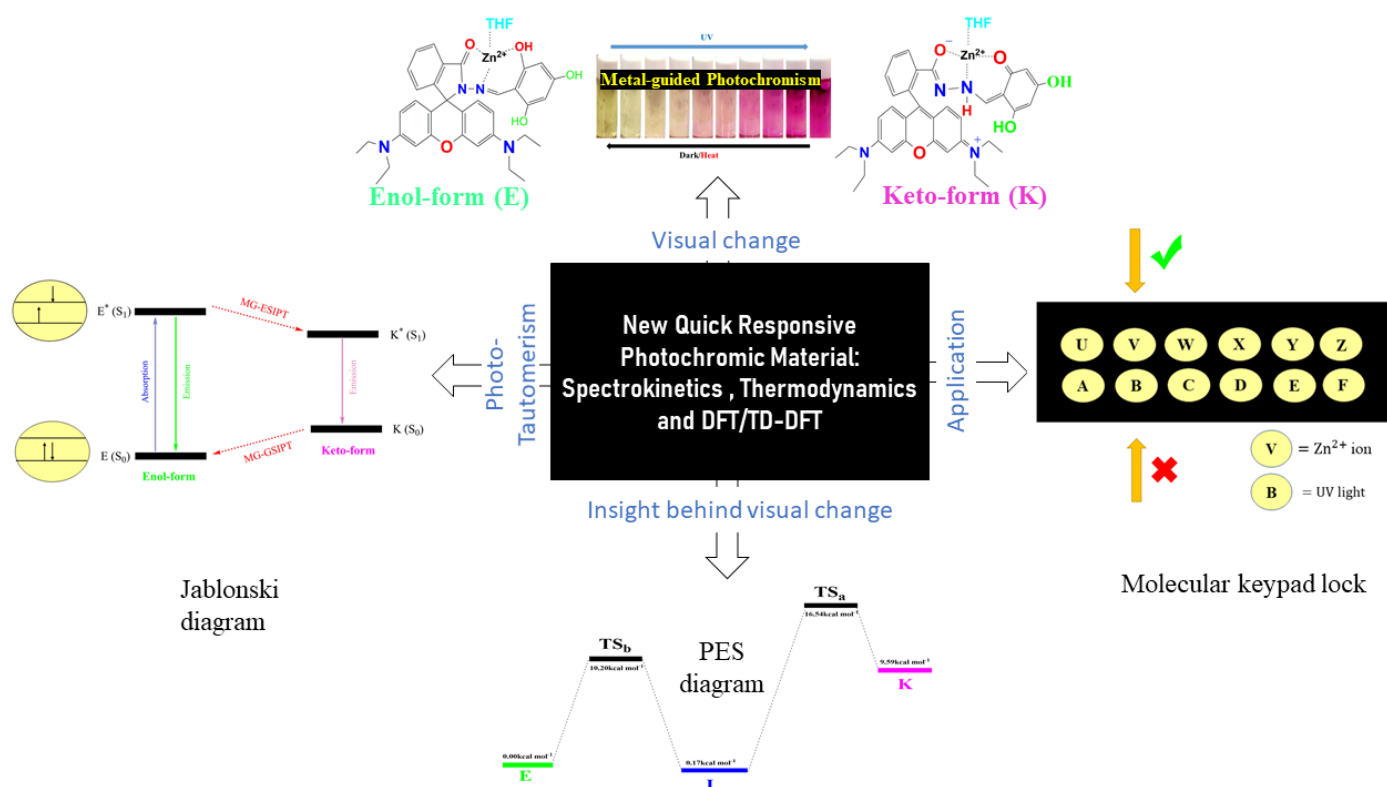 THF
O
Zn²⁺
OH
N
N
OH
HO
N
O
N
Enol-form (E)
UV
Metal-guided Photochromism
Dark/Heat
THF
O⁻
Zn²⁺
O
N
N
H
OH
HO
N
O
N⁺
Keto-form (K)
Visual change
E* (S₁)
MG-ESIPT
K* (S₁)
Absorption
Emission
Emission
K (S₀)
MG-GSIPT
E (S₀)
Enol-form
Keto-form
Jablonski
diagram
Photo-
Tautomerism
New Quick Responsive
Photochromic Material:
Spectrokinetics , Thermodynamics
and DFT/TD-DFT
Application
U V W X Y Z
A B C D E F
V = Zn²⁺ ion
B = UV light
Molecular keypad lock
Insight behind visual change
TSₐ
16.54kcal mol⁻¹
TS_b
10.20kcal mol⁻¹
PES
diagram
9.59kcal mol⁻¹
K
0.00kcal mol⁻¹
E
0.17kcal mol⁻¹